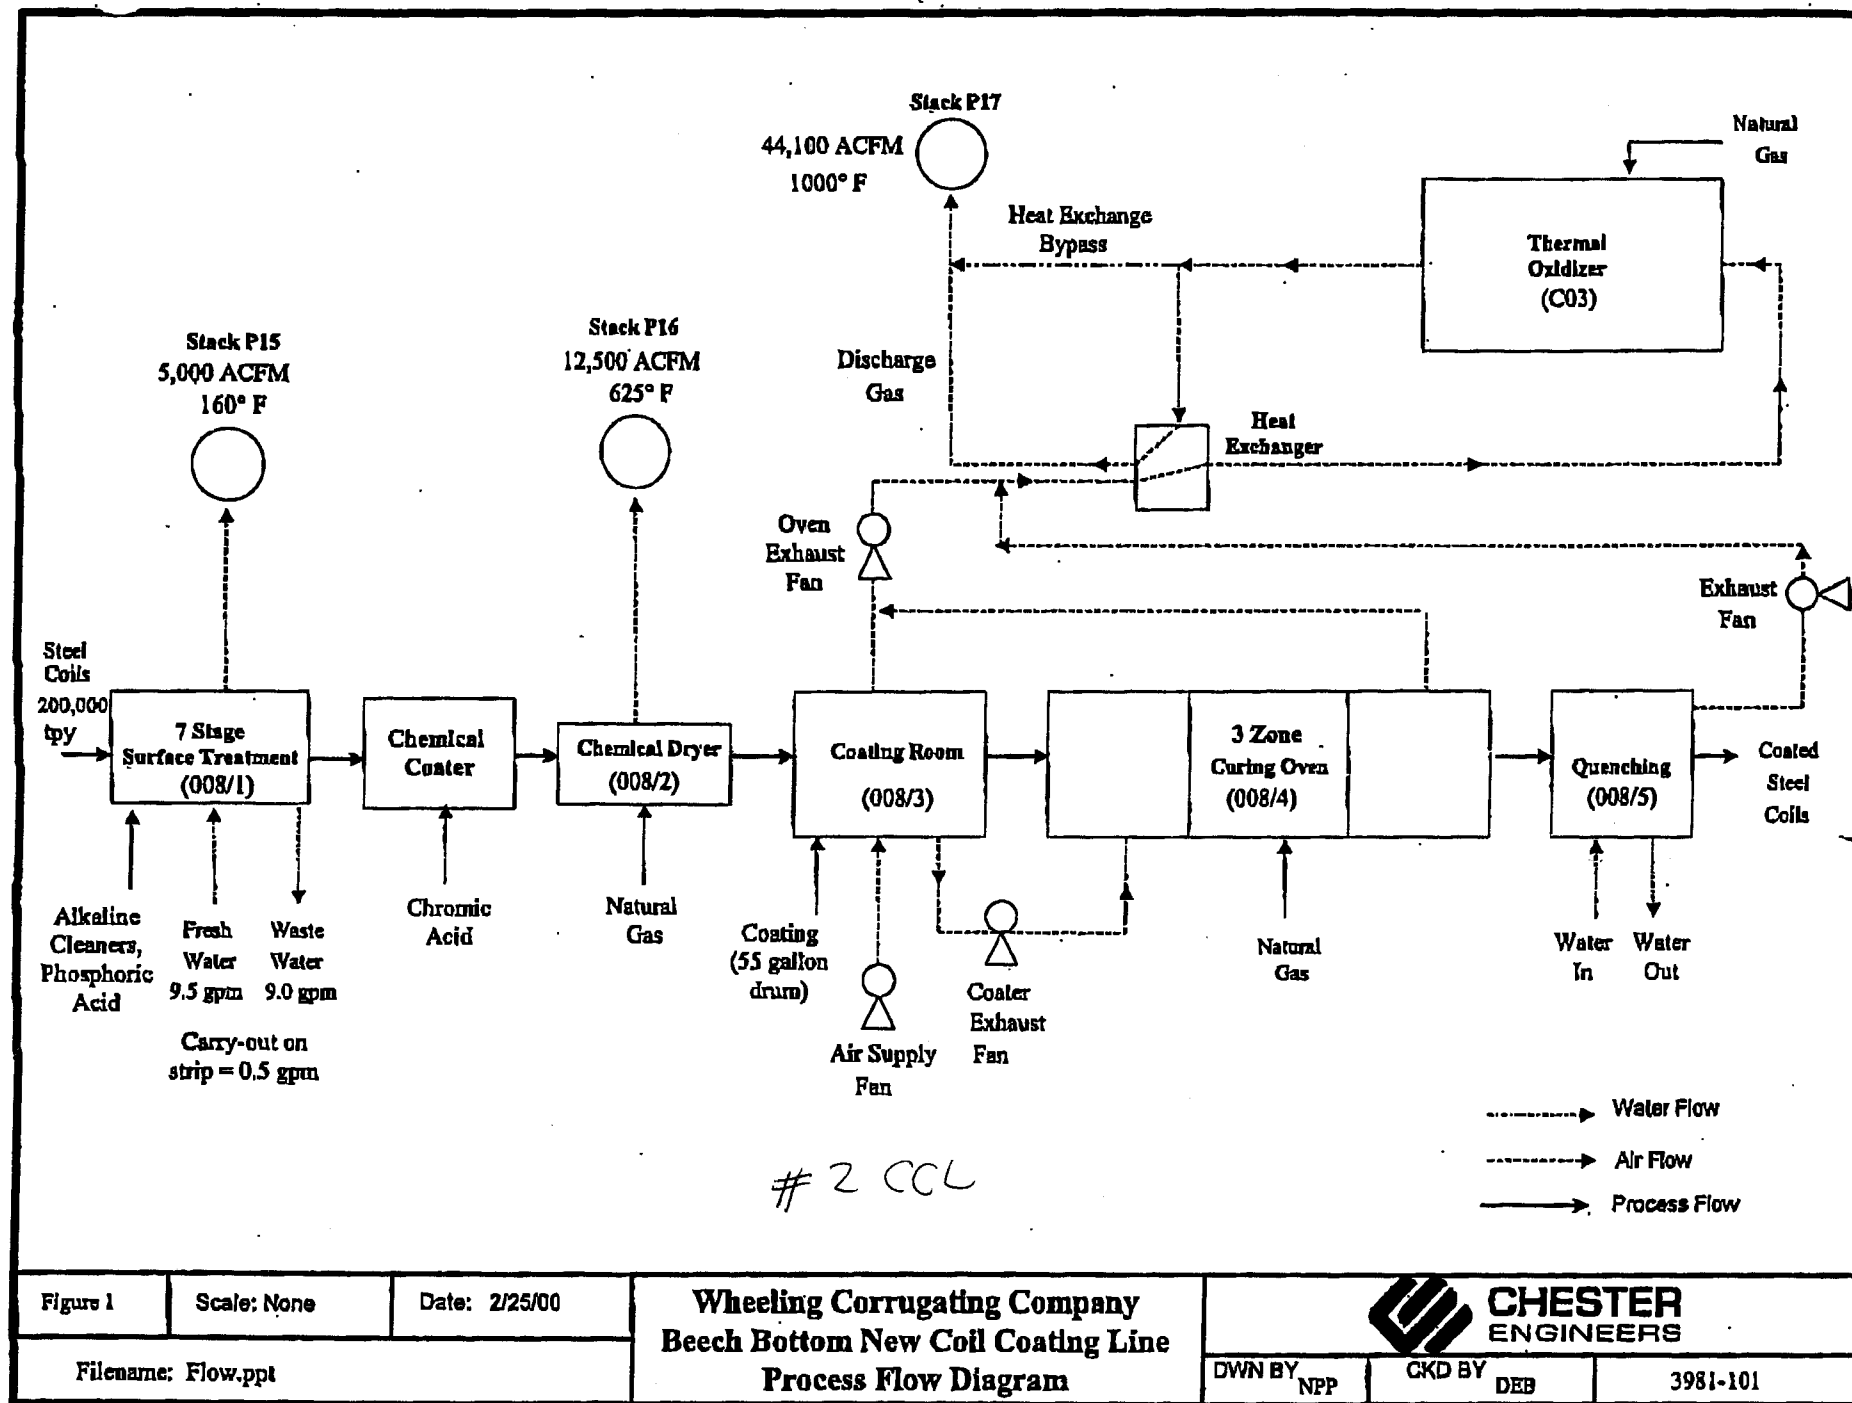 Stack P17
44,100 ACFM
1000° F
Natural
Gas
Heat Exchange
Bypass
Thermal
Oxidizer
(C03)
Stack P15
5,000 ACFM
160° F
Stack P16
12,500 ACFM
625° F
Discharge
Gas
Heat
Exchanger
Oven
Exhaust
Fan
Exhaust
Fan
Steel
Coils
200,000
tpy
7 Stage
Surface Treatment
(008/1)
Chemical
Coater
Chemical Dryer
(008/2)
Coating Room
(008/3)
3 Zone
Curing Oven
(008/4)
Quenching
(008/5)
Coated
Steel
Coils
Alkaline
Cleaners,
Phosphoric
Acid
Fresh
Water
9.5 gpm
Waste
Water
9.0 gpm
Carry-out on
strip = 0.5 gpm
Chromic
Acid
Natural
Gas
Coating
(55 gallon
drum)
Air Supply
Fan
Coater
Exhaust
Fan
Natural
Gas
Water
In
Water
Out
Water Flow
Air Flow
Process Flow
# 2 CCL
Figure 1
Scale: None
Date: 2/25/00
Filename: Flow.ppt
Wheeling Corrugating Company
Beech Bottom New Coil Coating Line
Process Flow Diagram
CHESTER
ENGINEERS
DWN BY NPP
CKD BY DEB
3981-101